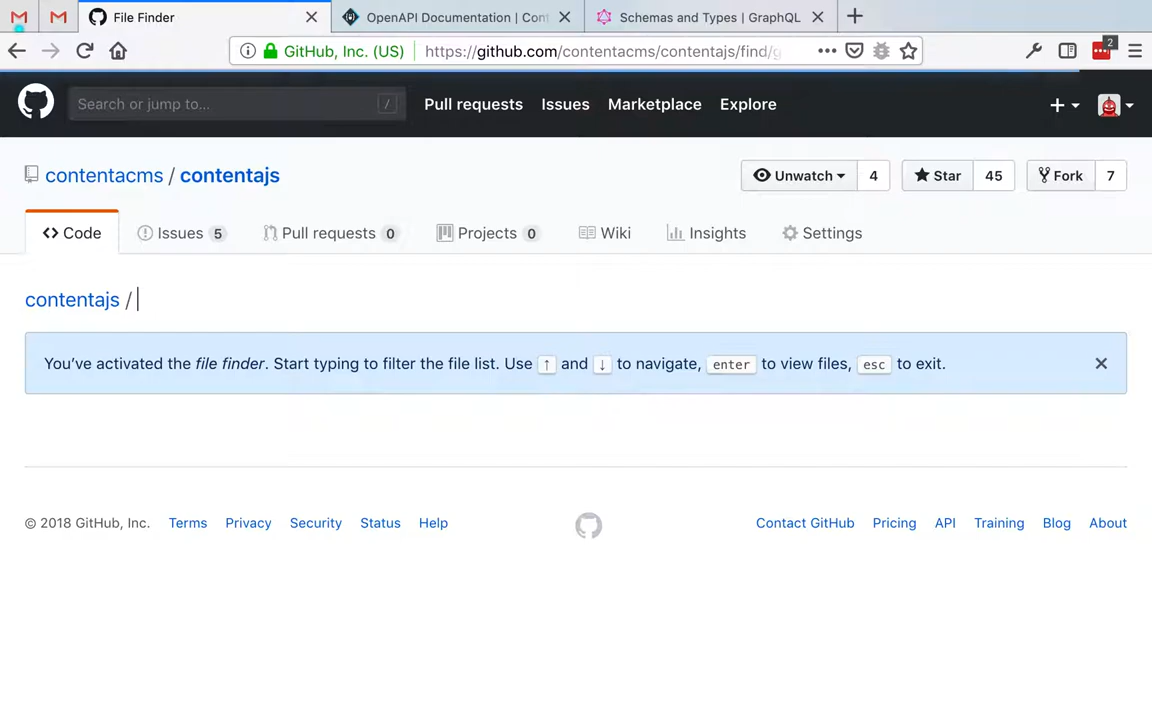 File Finder
OpenAPI Documentation | Con
Schemas and Types | GraphQL
GitHub, Inc. (US)
https://github.com/contentacms/contentajs/find/g
2
Search or jump to...
/
Pull requests
Issues
Marketplace
Explore
contentacms / contentajs
Unwatch
4
Star
45
Fork
7
Code
Issues 5
Pull requests 0
Projects 0
Wiki
Insights
Settings
contentajs /
You’ve activated the file finder. Start typing to filter the file list. Use ↑ and ↓ to navigate, enter to view files, esc to exit.
© 2018 GitHub, Inc.
Terms
Privacy
Security
Status
Help
Contact GitHub
Pricing
API
Training
Blog
About